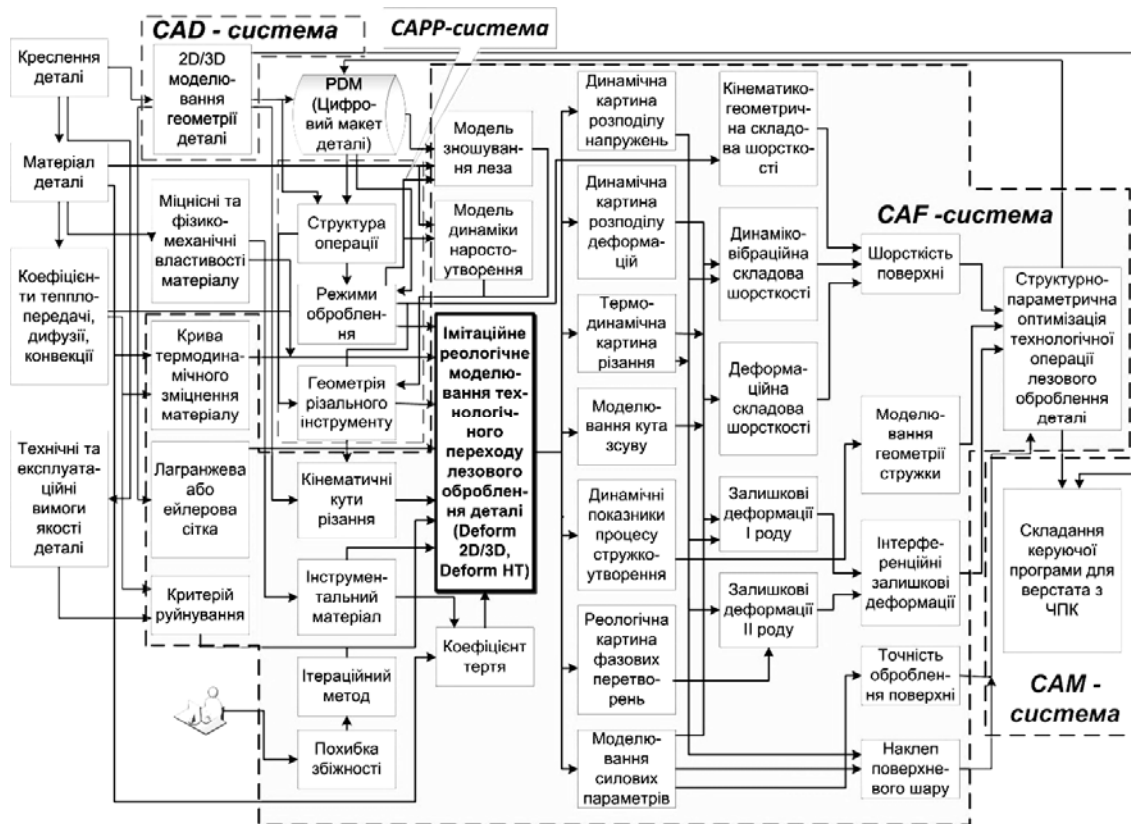 CAD - система
CAPP-система
Креслення
деталі
Матеріал
деталі
Коефіцієн-
ти теппло-
передачі,
дифузії,
конвекції
Технічні та
експлуата-
ційні
вимоги
якості
деталі
2D/3D
моделю-
вання
геометрії
деталі
Міцнісні та
фізико-
механічні
властивості
матеріалу
Крива
термодина-
мічного
зміцнення
матеріалу
Лагранжева
або
ейлерова
сітка
Критерій
руйнування
PDM
(Цифро-
вий макет
деталі)
Структура
операції
Режими
оброблен-
ня
Геометрія
різального
інструменту
Кінематичні
кути
різання
Інструмен-
тальний
матеріал
Ітераційний
метод
Похибка
збіжності
Модель
зношування
леза
Модель
динаміки
наросто-
утворення
Імітаційне
реологічне
моделюван-
ня тех-
нологіч-
ного
переходу
лезового
оброблен-
ня деталі
(Deform
2D/3D,
Deform HT)
Коефіцієнт
тертя
Динамічна
картина
розподілу
напружень
Динамічна
картина
розподілу
деформа-
цій
Термо-
динамічна
картина
різання
Моделю-
вання кута
зсуву
Динамічні
показники
процесу
стружко-
утворення
Реологічна
картина
фазових
перетво-
рень
Моделю-
вання
силових
параметрів
Кінематико-
геометрич-
на складо-
ва шорстко-
сті
Динаміко-
вібраційна
складова
шорсткості
Деформа-
ційна
складова
шорсткості
Залишкові
деформації
I роду
Залишкові
деформації
II роду
CAF -система
Шорсткість
поверхні
Моделю-
вання
геометрії
стружки
Інтерфе-
ренційні
залишкові
деформації
Точність
обробле-
ння поверхні
Наклеп
поверхне-
вого шару
Структурно-
параметрична
оптимізація
технологічної
операції
лезового
оброблення
деталі
Складання
керуючої
програми для
верстата з
ЧПК
CAM -
система